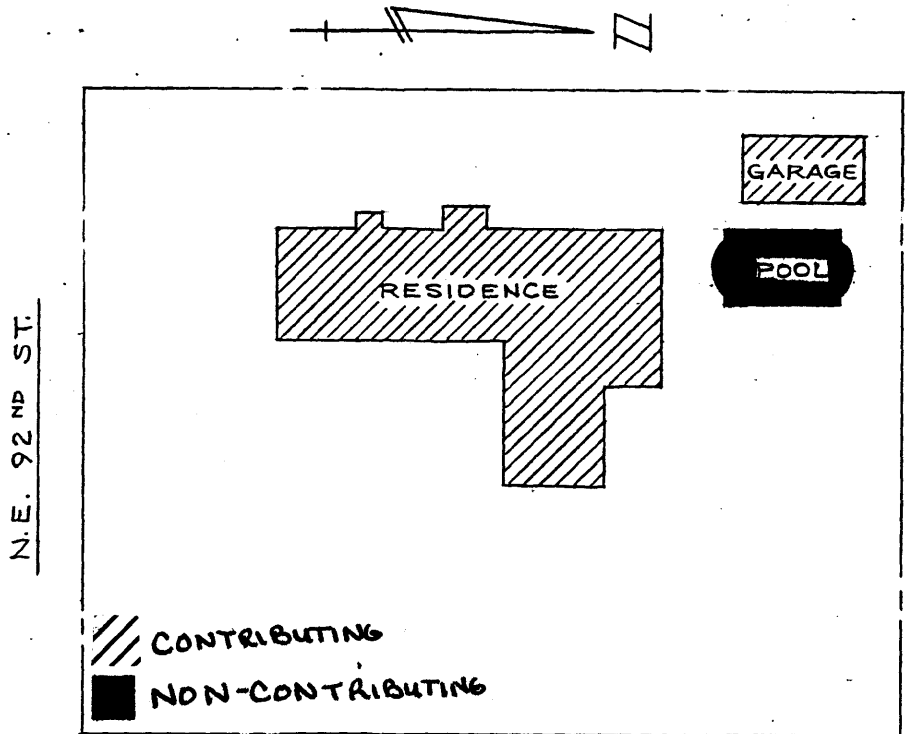 N
GARAGE
POOL
RESIDENCE
N.E. 92ND ST.
CONTRIBUTING
NON-CONTRIBUTING